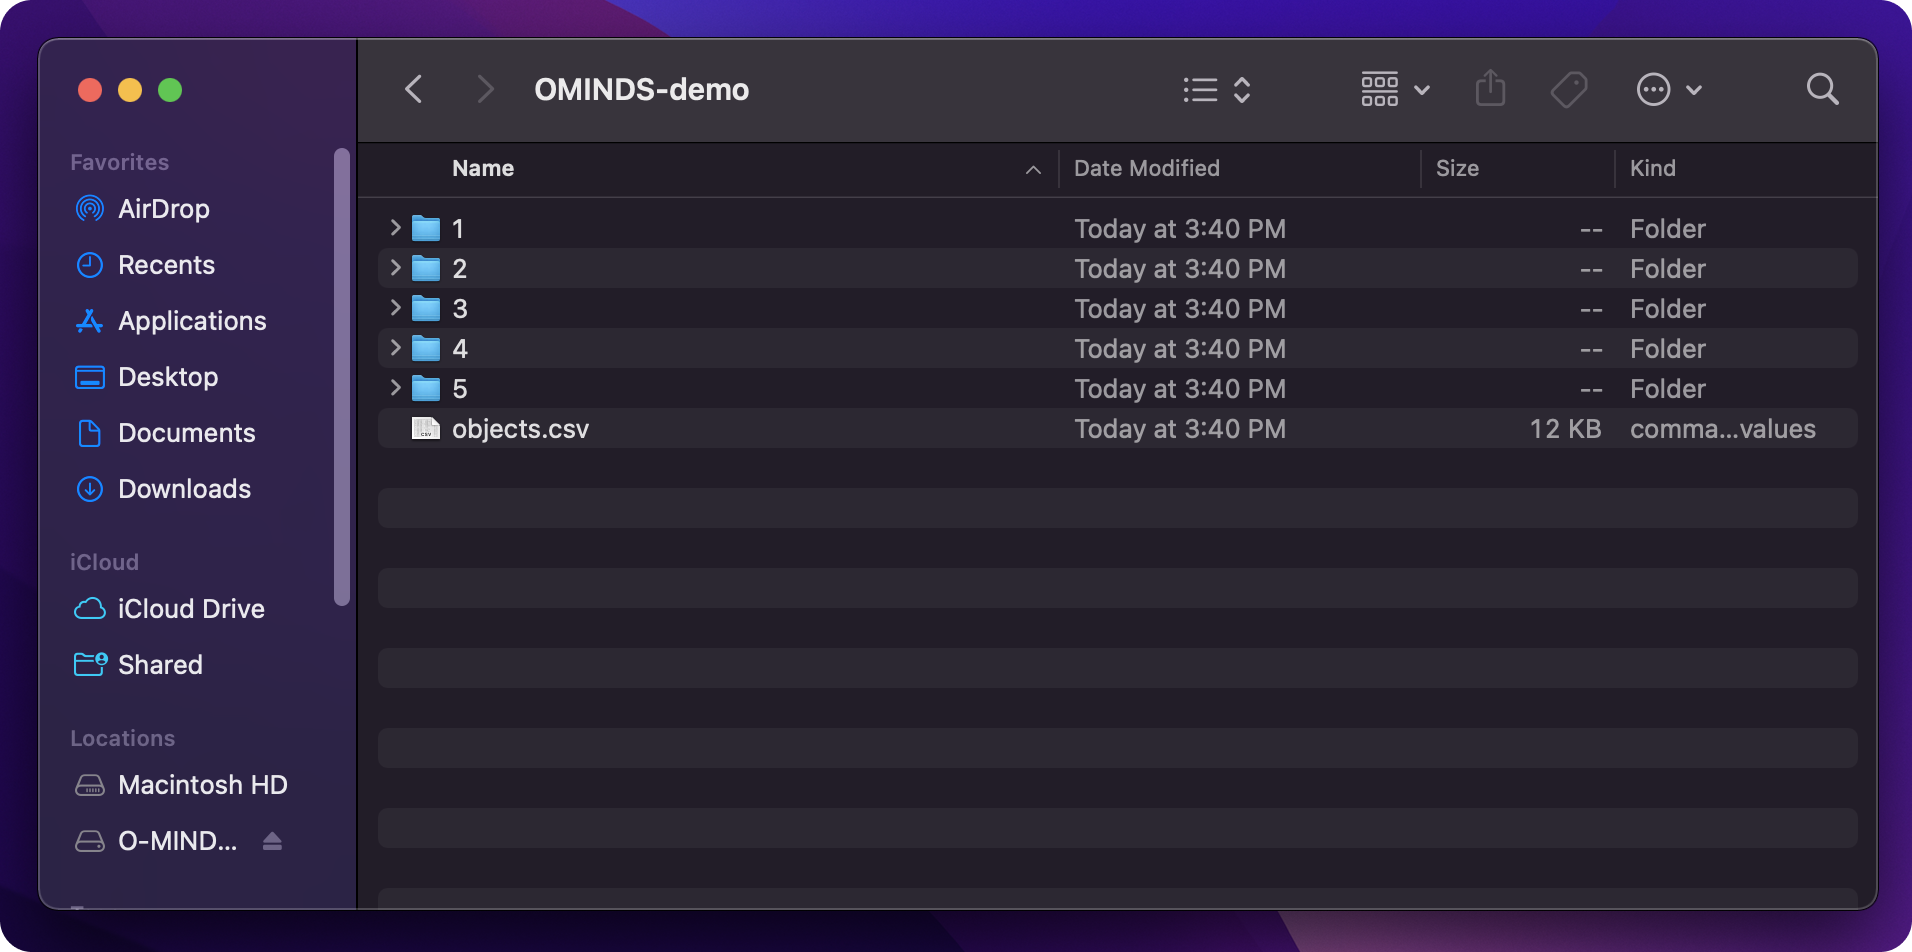 OMINDS-demo
Favorites
AirDrop
Recents
Applications
Desktop
Documents
Downloads
iCloud
iCloud Drive
Shared
Locations
Macintosh HD
O-MIND...
Name Date Modified Size Kind
1 Today at 3:40 PM -- Folder
2 Today at 3:40 PM -- Folder
3 Today at 3:40 PM -- Folder
4 Today at 3:40 PM -- Folder
5 Today at 3:40 PM -- Folder
objects.csv Today at 3:40 PM 12 KB comma...values